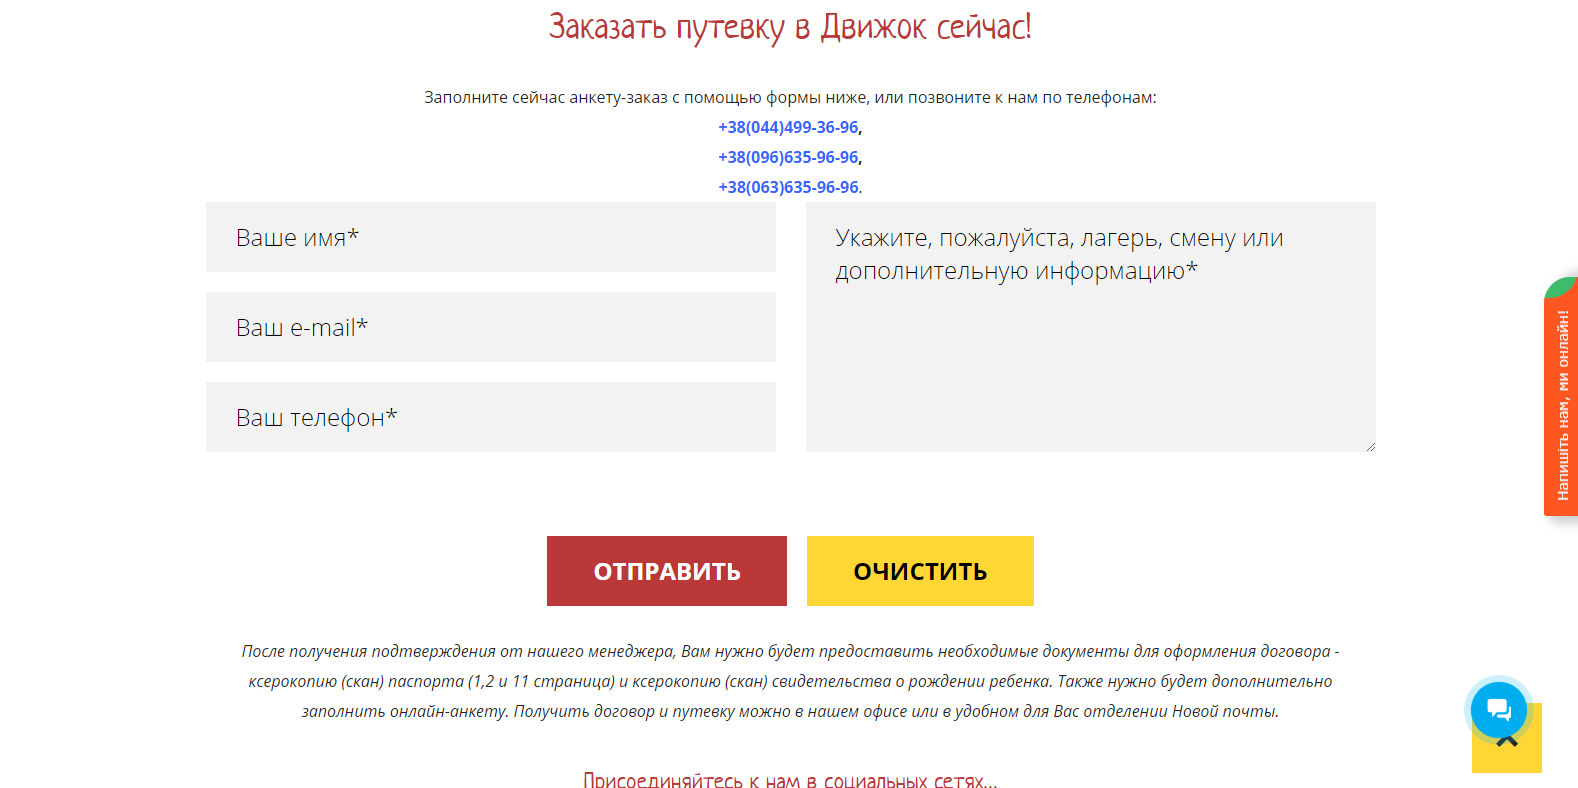 Заказать путевку в Движок сейчас!
Заполните сейчас анкету-заказ с помощью формы ниже, или позвоните к нам по телефонам:
+38(044)499-36-96,
+38(096)635-96-96,
+38(063)635-96-96.
Ваше имя*
Ваш e-mail*
Ваш телефон*
Укажите, пожалуйста, лагерь, смену или
дополнительную информацию*
ОТПРАВИТЬ
ОЧИСТИТЬ
После получения подтверждения от нашего менеджера, Вам нужно будет предоставить необходимые документы для оформления договора -
ксерокопию (скан) паспорта (1,2 и 11 страница) и ксерокопию (скан) свидетельства о рождении ребенка. Также нужно будет дополнительно
заполнить онлайн-анкету. Получить договор и путевку можно в нашем офисе или в удобном для Вас отделении Новой почты.
Присоединяйтесь к нам в социальных сетях...
Напишіть нам, ми онлайн!